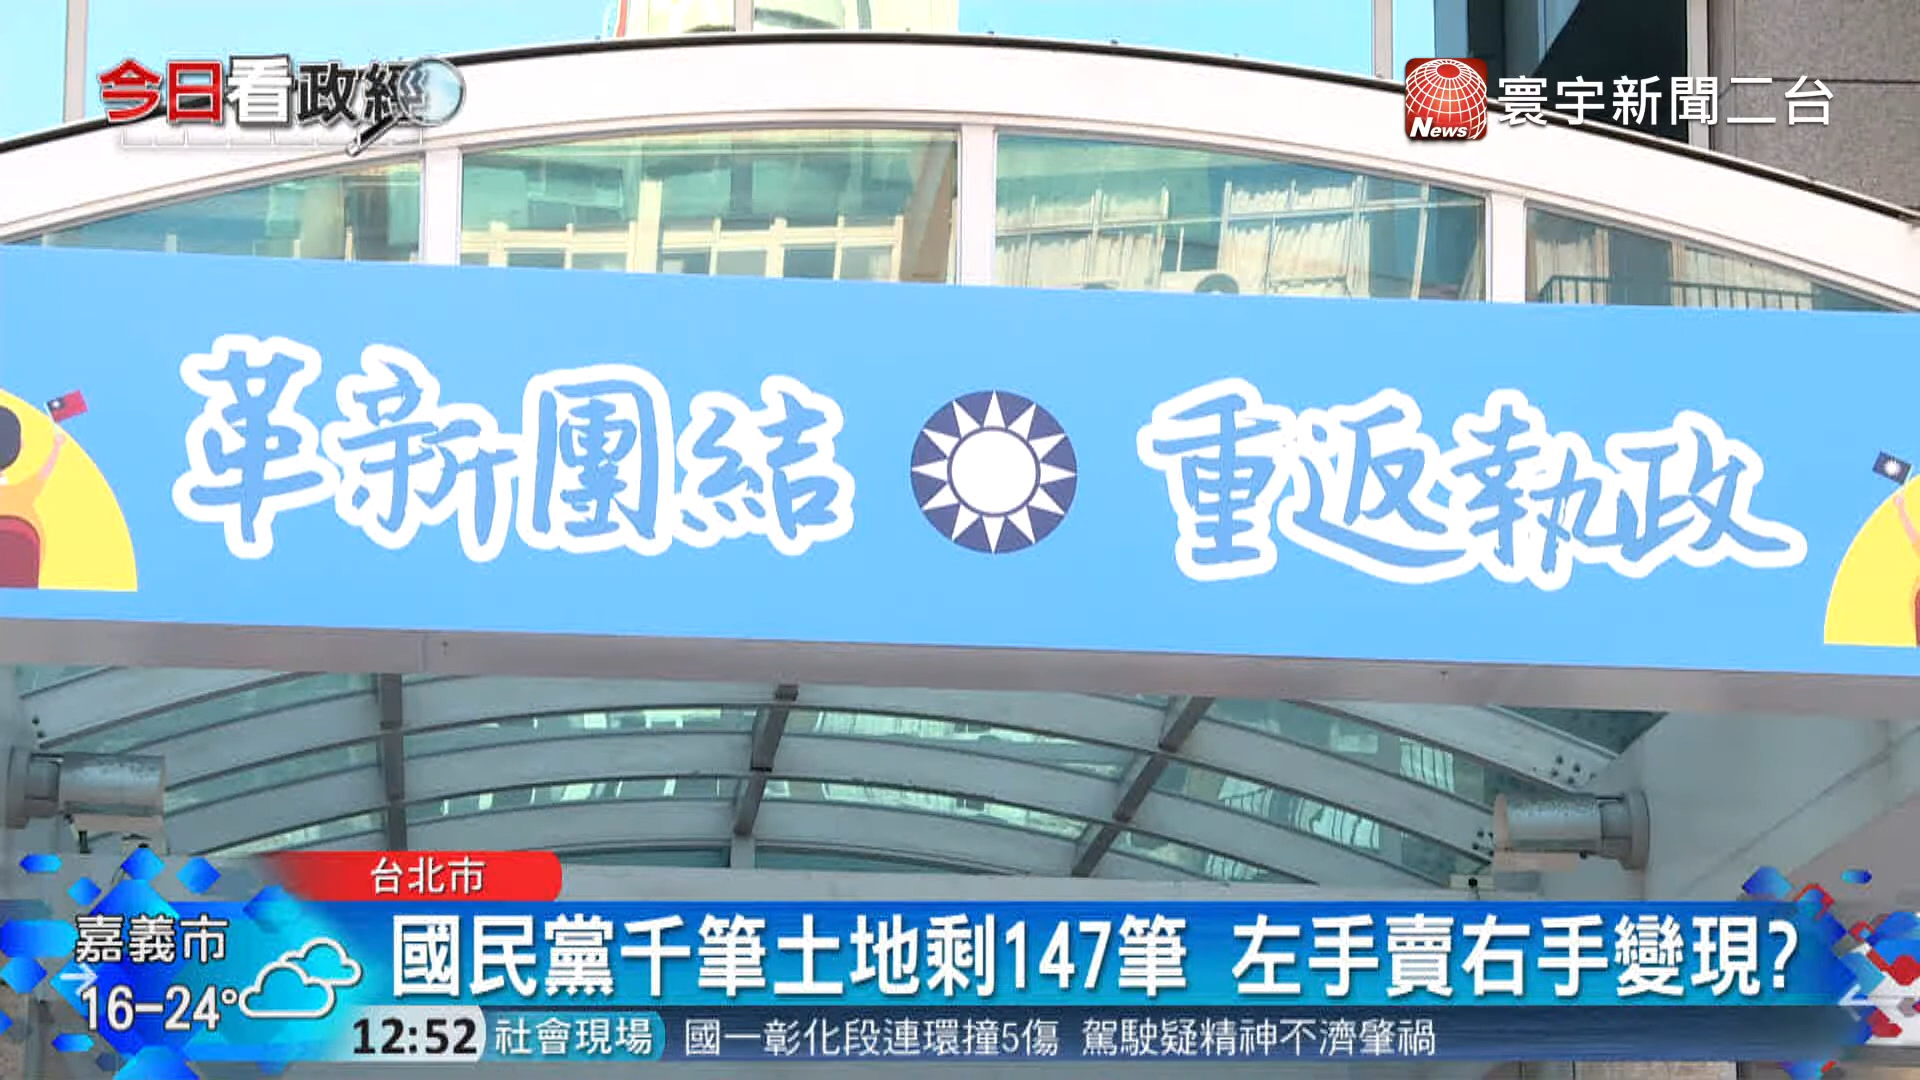 今日看政經
News 寰宇新聞二台
革新團結 重返執政
台北市
嘉義市
16-24°
國民黨千筆土地剩147筆 左手賣右手變現?
12:52 社會現場 國一彰化段連環撞5傷 駕駛疑精神不濟肇禍